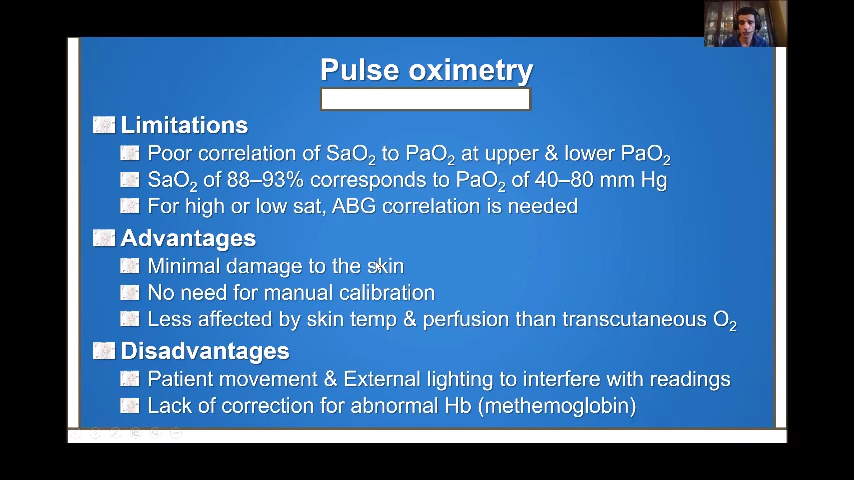 Pulse oximetry
Limitations
Poor correlation of SaO₂ to PaO₂ at upper & lower PaO₂
SaO₂ of 88–93% corresponds to PaO₂ of 40–80 mm Hg
For high or low sat, ABG correlation is needed
Advantages
Minimal damage to the skin
No need for manual calibration
Less affected by skin temp & perfusion than transcutaneous O₂
Disadvantages
Patient movement & External lighting to interfere with readings
Lack of correction for abnormal Hb (methemoglobin)